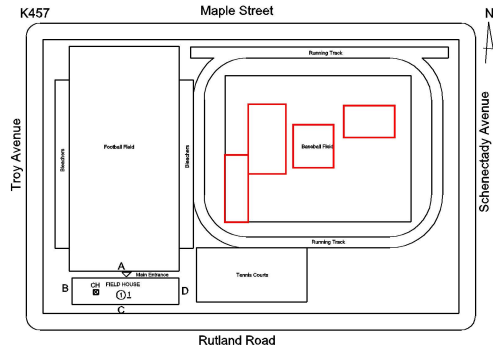 K457
Maple Street
N
Running Track
Troy Avenue
Bleachers
Football Field
Bleachers
Baseball Field
Schenectady Avenue
Running Track
A
Main Entrance
Tennis Courts
B
CH
FIELD HOUSE
1 1
D
C
Rutland Road